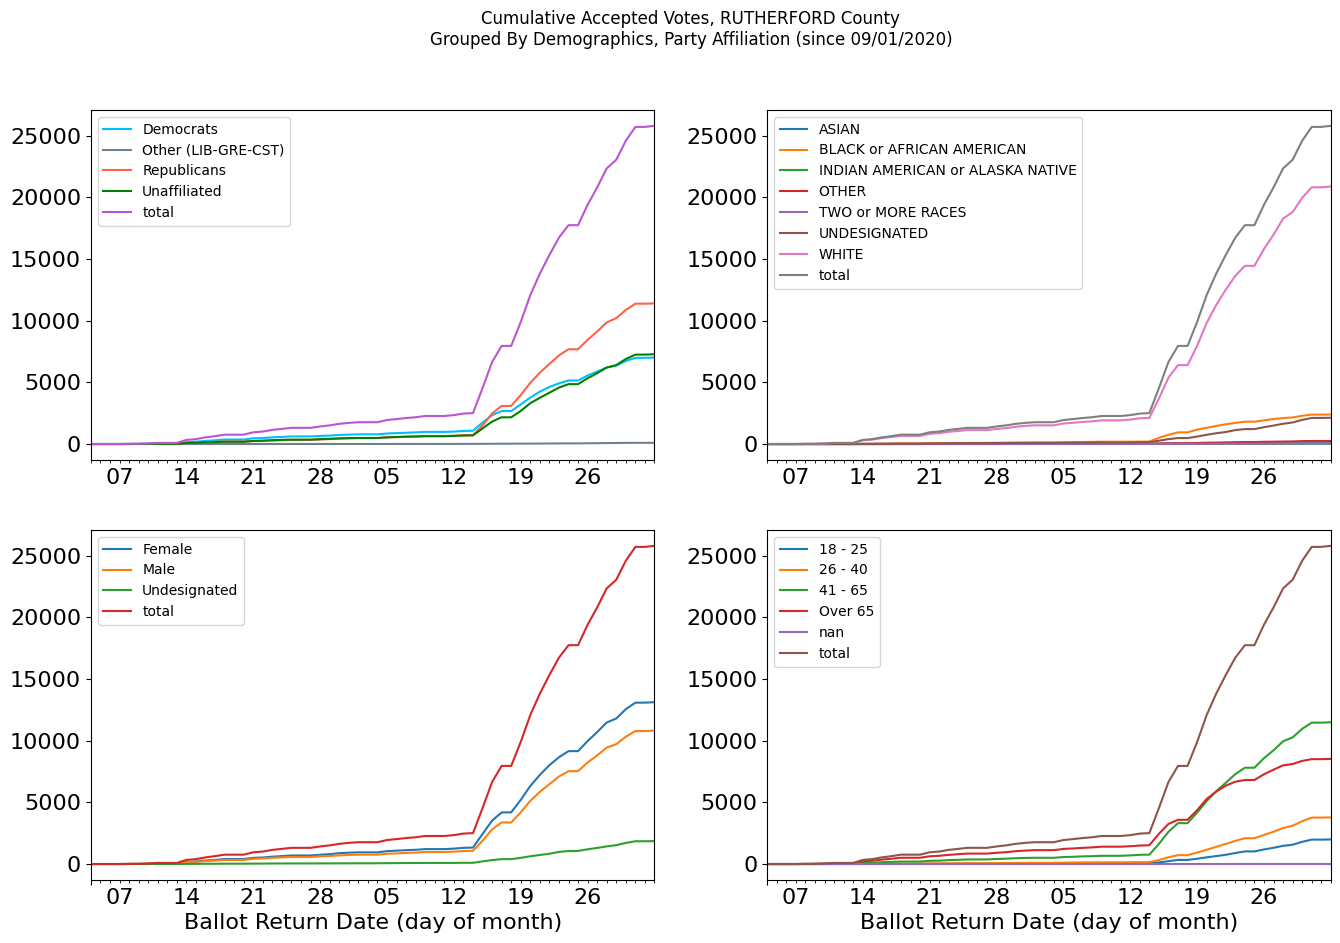 Cumulative Accepted Votes, RUTHERFORD County
Grouped By Demographics, Party Affiliation (since 09/01/2020)
Democrats
Other (LIB-GRE-CST)
Republicans
Unaffiliated
total
25000
20000
15000
10000
5000
0
07 14 21 28 05 12 19 26
ASIAN
BLACK or AFRICAN AMERICAN
INDIAN AMERICAN or ALASKA NATIVE
OTHER
TWO or MORE RACES
UNDESIGNATED
WHITE
total
25000
20000
15000
10000
5000
0
07 14 21 28 05 12 19 26
Female
Male
Undesignated
total
25000
20000
15000
10000
5000
0
07 14 21 28 05 12 19 26
Ballot Return Date (day of month)
18 - 25
26 - 40
41 - 65
Over 65
nan
total
25000
20000
15000
10000
5000
0
07 14 21 28 05 12 19 26
Ballot Return Date (day of month)